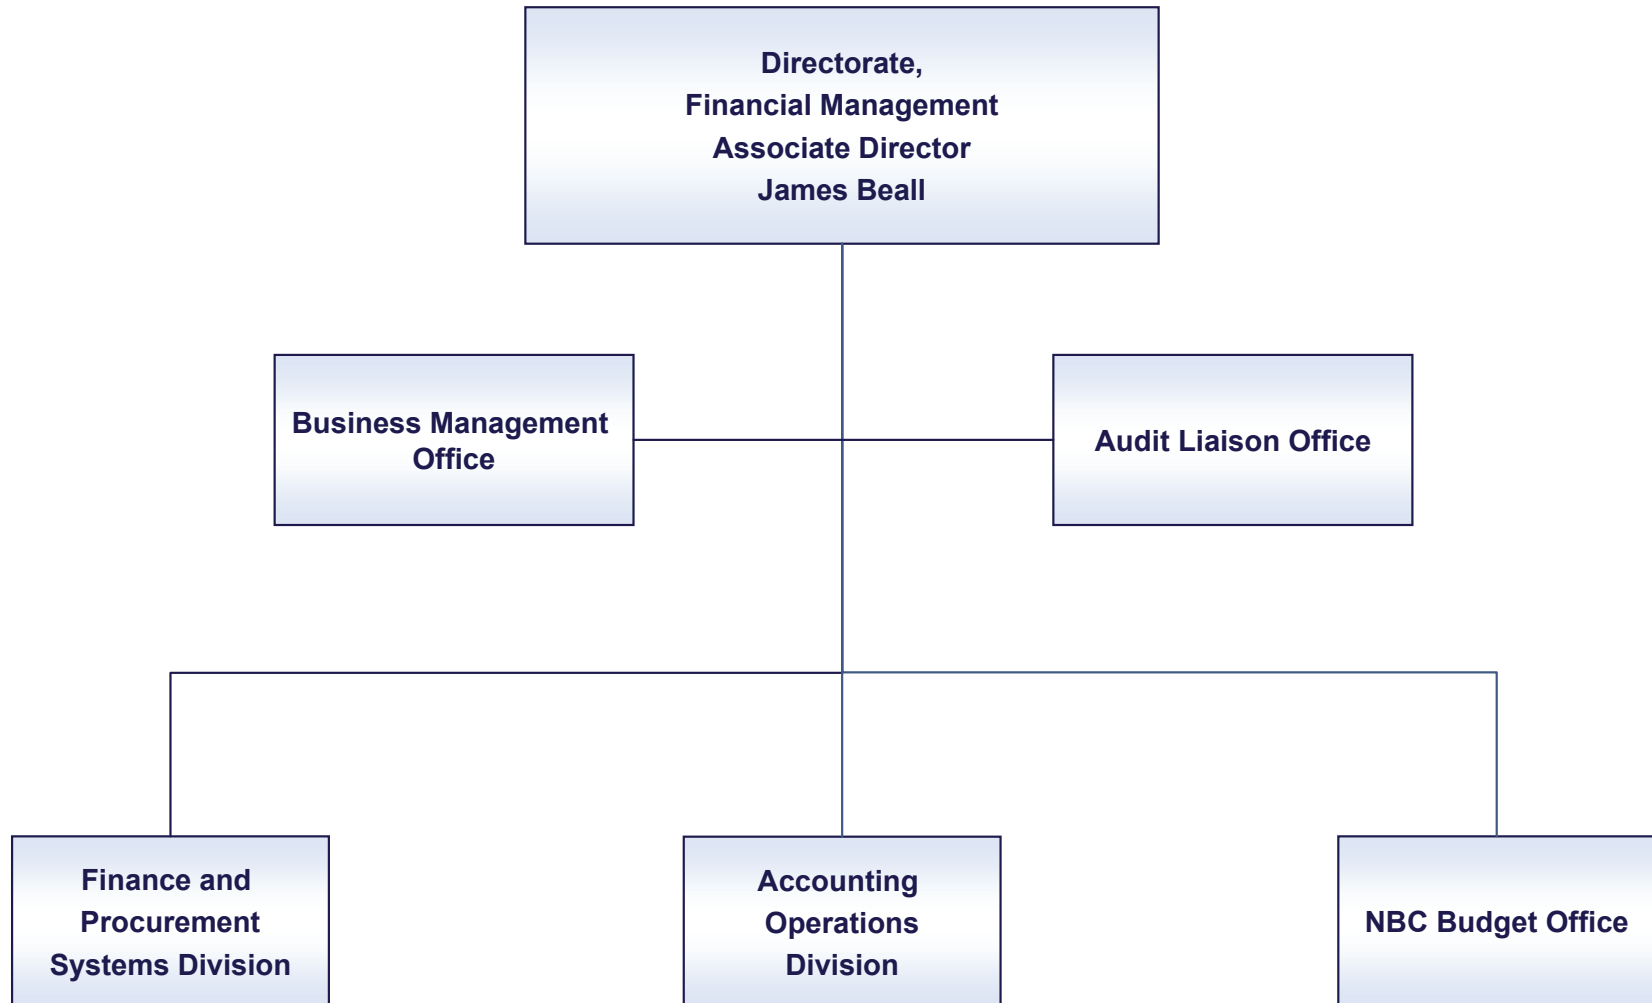 Directorate,
Financial Management
Associate Director
James Beall
Business Management
Office
Audit Liaison Office
Finance and
Procurement
Systems Division
Accounting
Operations
Division
NBC Budget Office